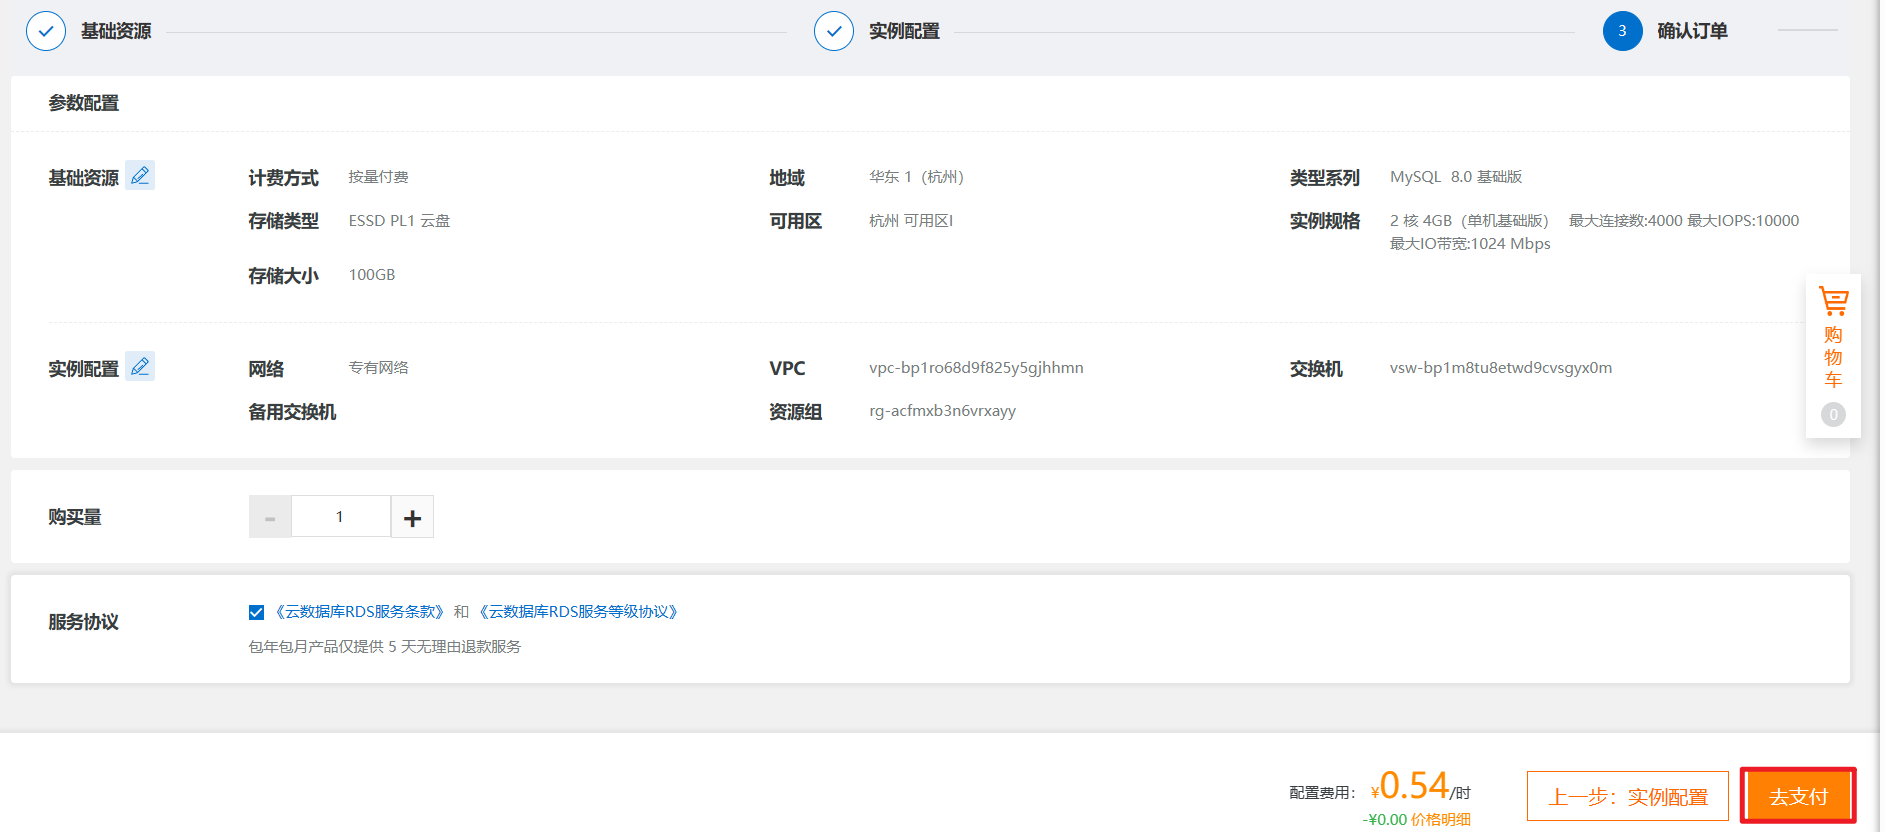 基础资源
实例配置
3 确认订单
参数配置
基础资源
计费方式 按量付费
地域 华东 1（杭州）
类型系列 MySQL 8.0 基础版
存储类型 ESSD PL1 云盘
可用区 杭州 可用区I
实例规格 2 核 4GB（单机基础版） 最大连接数:4000 最大IOPS:10000
最大IO带宽:1024 Mbps
存储大小 100GB
实例配置
网络 专有网络
VPC vpc-bp1ro68d9f825y5gjhhmn
交换机 vsw-bp1m8tu8etwd9cvsgyx0m
备用交换机
资源组 rg-acfmxb3n6vrxayy
购
物
车
0
购买量 - 1 +
服务协议
《云数据库RDS服务条款》 和 《云数据库RDS服务等级协议》
包年包月产品仅提供 5 天无理由退款服务
配置费用： ¥0.54/时
-¥0.00 价格明细
上一步：实例配置
去支付